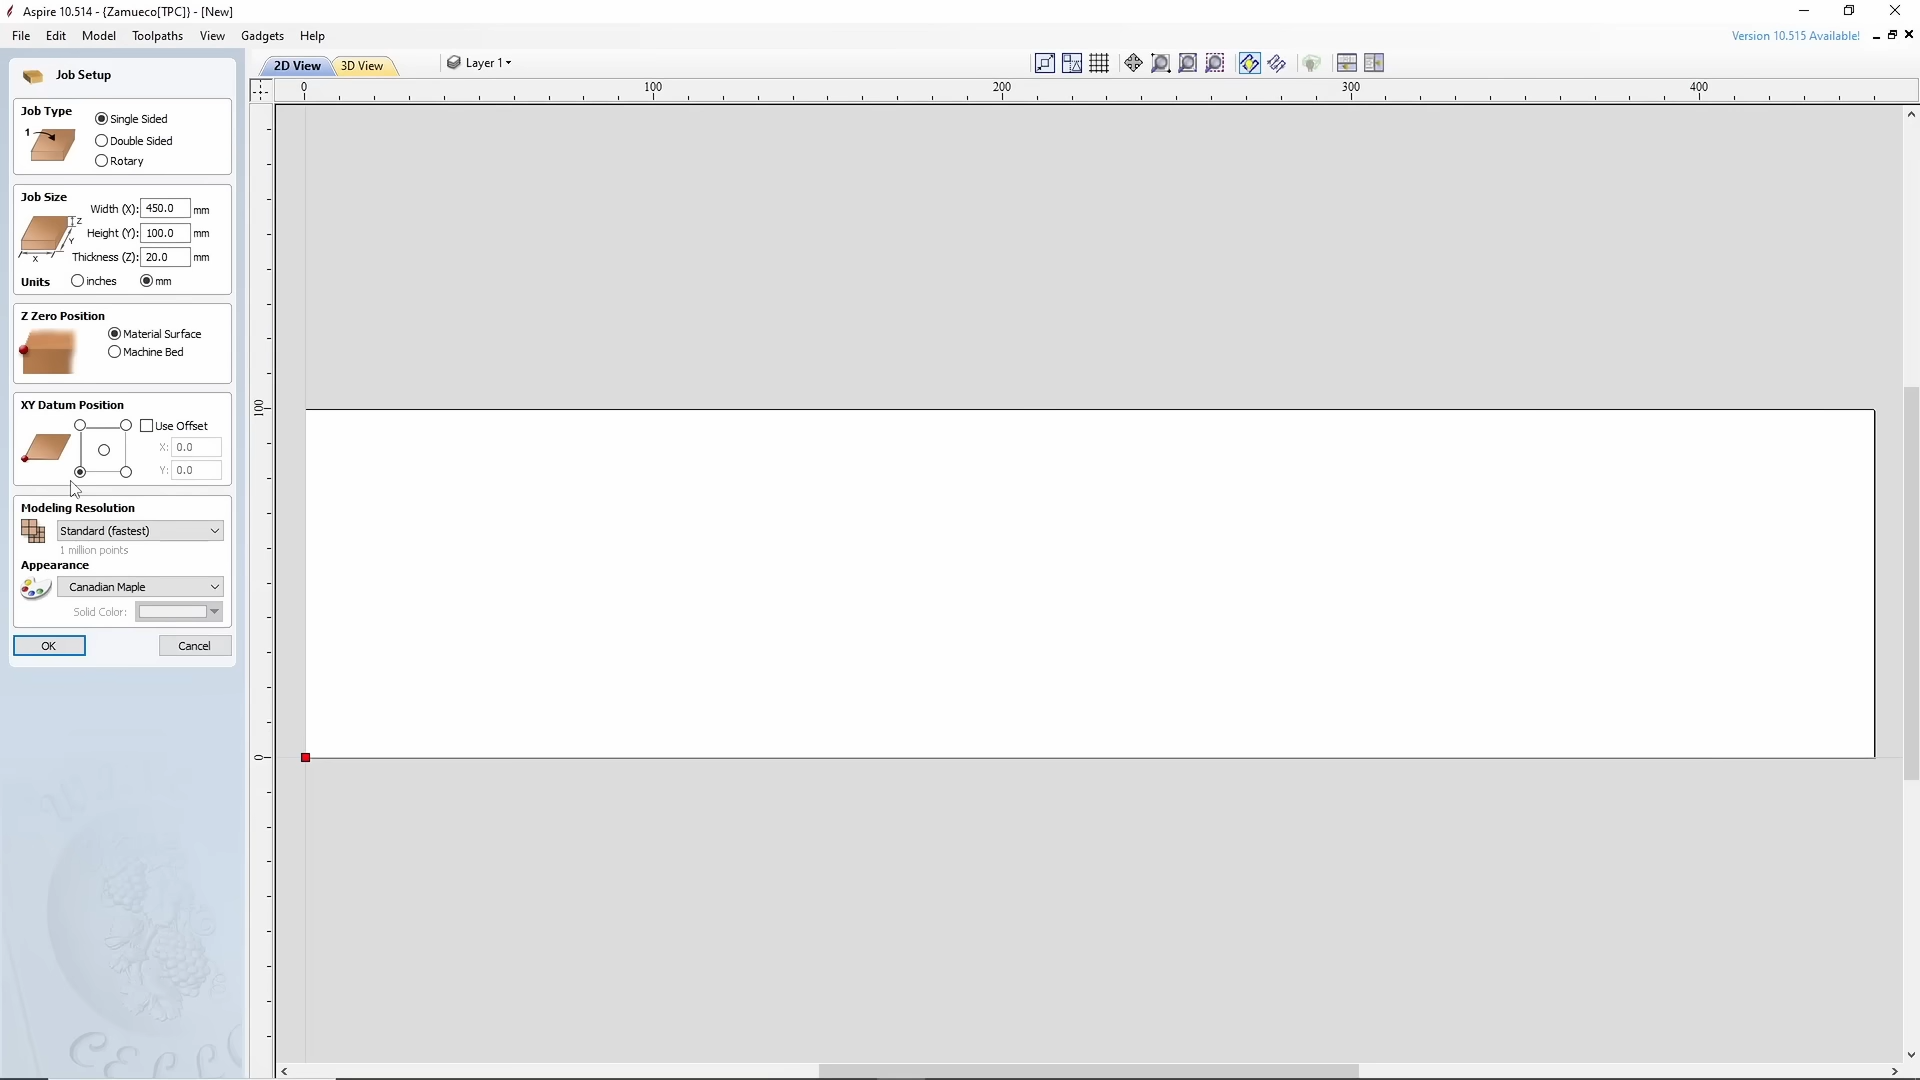 Aspire 10.514 - {Zamueco[TPC]} - [New]
File Edit Model Toolpaths View Gadgets Help
Version 10.515 Available!
Job Setup
2D View 3D View Layer 1
0 100 200 300 400
Job Type
1
Single Sided
Double Sided
Rotary
Job Size
Width (X): 450.0 mm
Z
Height (Y): 100.0 mm
Y
Thickness (Z): 20.0 mm
X
Units inches mm
Z Zero Position
Material Surface
Machine Bed
XY Datum Position
100
Use Offset
X: 0.0
Y: 0.0
Modeling Resolution
Standard (fastest)
1 million points
Appearance
Canadian Maple
Solid Color:
OK Cancel
0